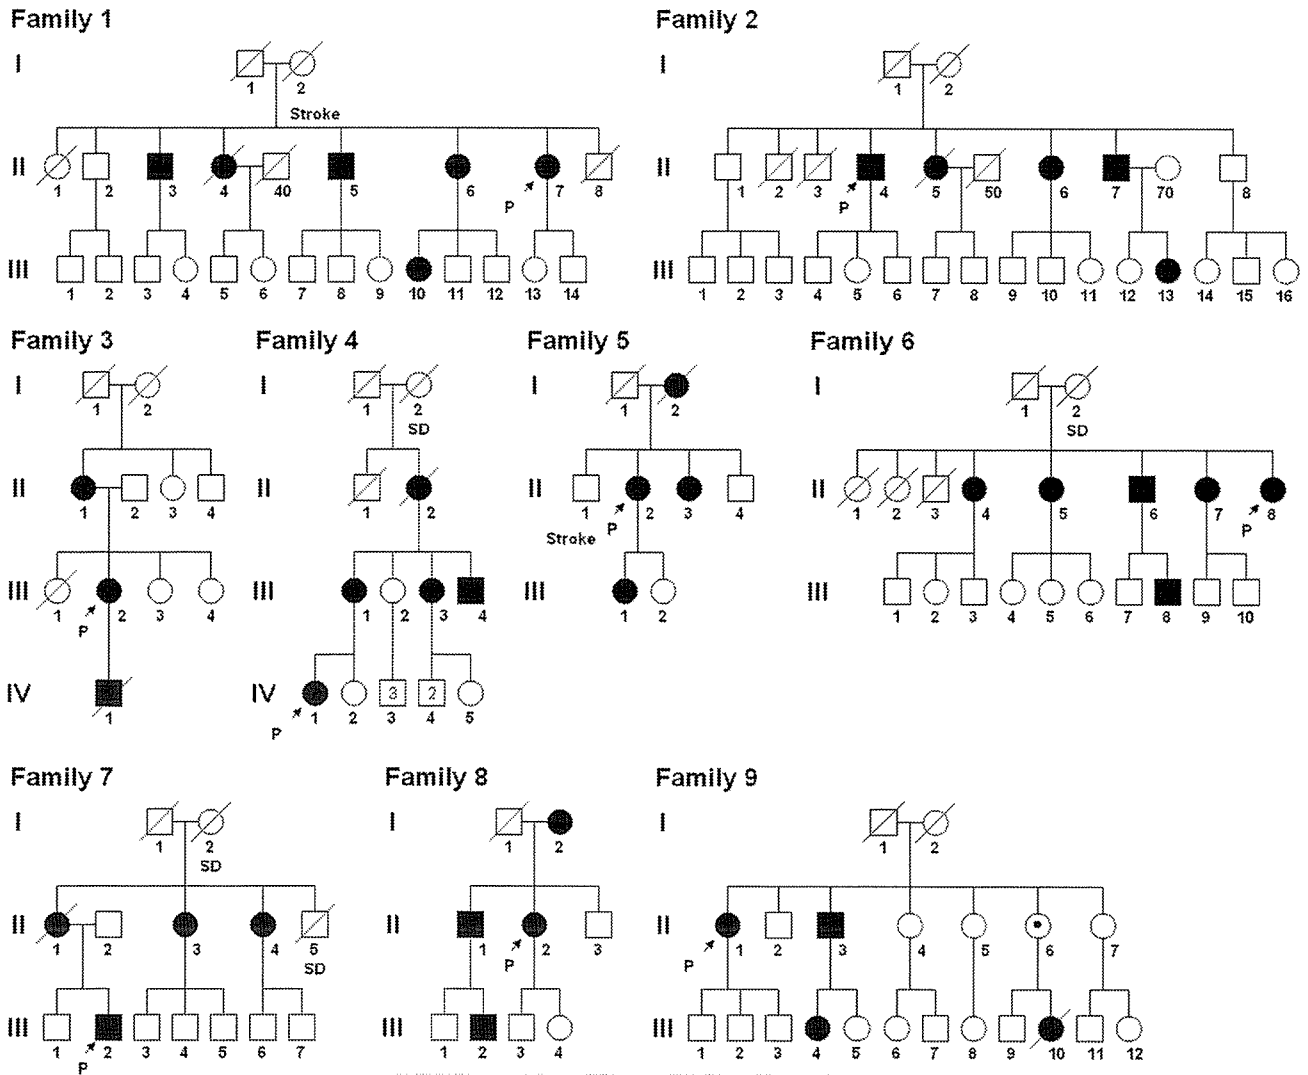 Family 1 Family 2
I I
1 2 1 2
Stroke
II II
1 2 3 4 40 5 6 7 8 1 2 3 4 5 50 6 7 70 8
P P
III III
1 2 3 4 5 6 7 8 9 10 11 12 13 14 1 2 3 4 5 6 7 8 9 10 11 12 13 14 15 16
Family 3 Family 4 Family 5 Family 6
I I I I
1 2 1 2 1 2 1 2
SD SD
II II II II
1 2 3 4 1 2 1 2 3 4 1 2 3 4 5 6 7 8
P P
Stroke
III III III III
1 2 3 4 1 2 3 4 1 2 1 2 3 4 5 6 7 8 9 10
P
IV IV
3 2
1 1 2 3 4 5
P
Family 7 Family 8 Family 9
I I I
1 2 1 2 1 2
SD
II II II
1 2 3 4 5 1 2 3 1 2 3 4 5 6 7
SD P P
III III III
1 2 3 4 5 6 7 1 2 3 4 1 2 3 4 5 6 7 8 9 10 11 12
P